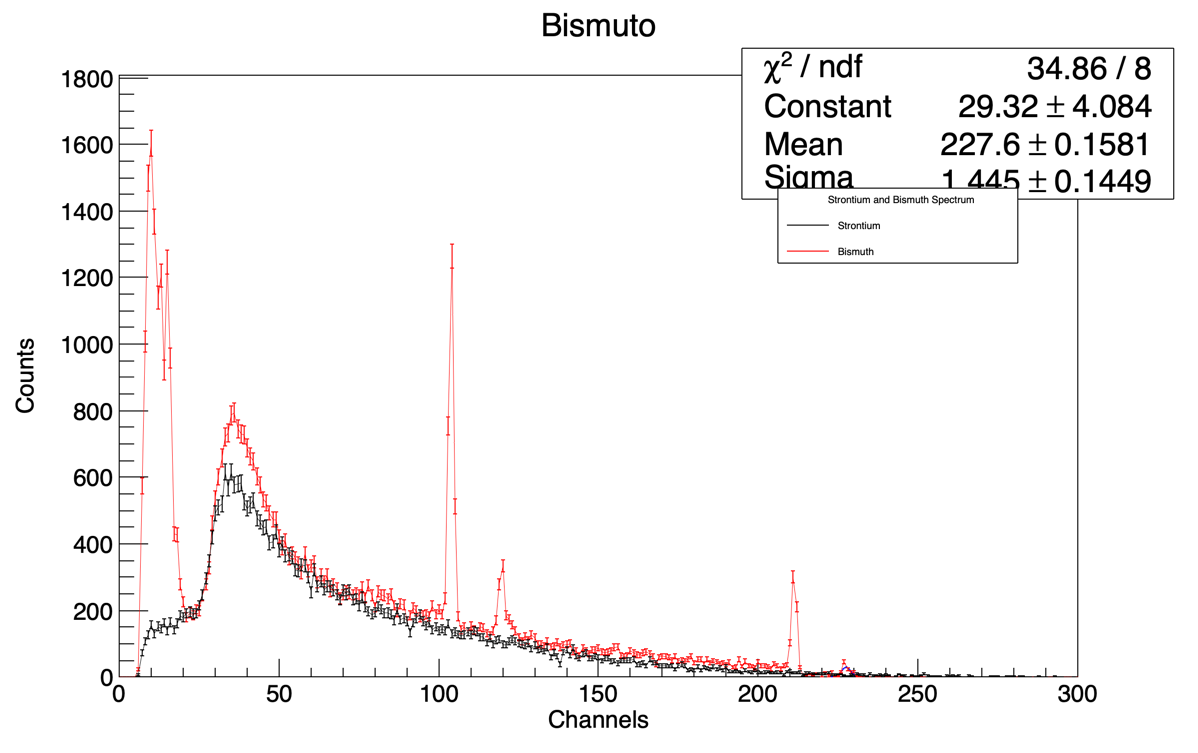 Bismuto
χ² / ndf 34.86 / 8
Constant 29.32 ± 4.084
Mean 227.6 ± 0.1581
Sigma 1.445 ± 0.1449
Strontium and Bismuth Spectrum
Strontium
Bismuth
Counts
1800
1600
1400
1200
1000
800
600
400
200
0
0 50 100 150 200 250 300
Channels